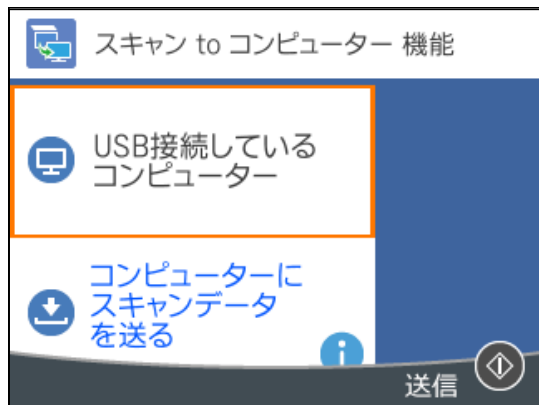 スキャン to コンピューター 機能
USB接続している
コンピューター
コンピューターに
スキャンデータ
を送る
i
送信